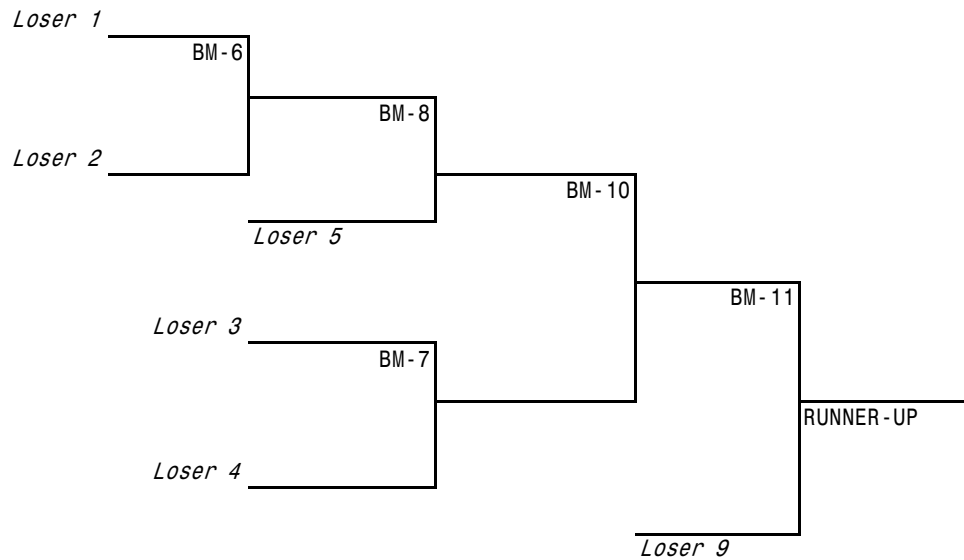 Loser 1
BM-6
BM-8
Loser 2
BM-10
Loser 5
BM-11
Loser 3
BM-7
RUNNER-UP
Loser 4
Loser 9